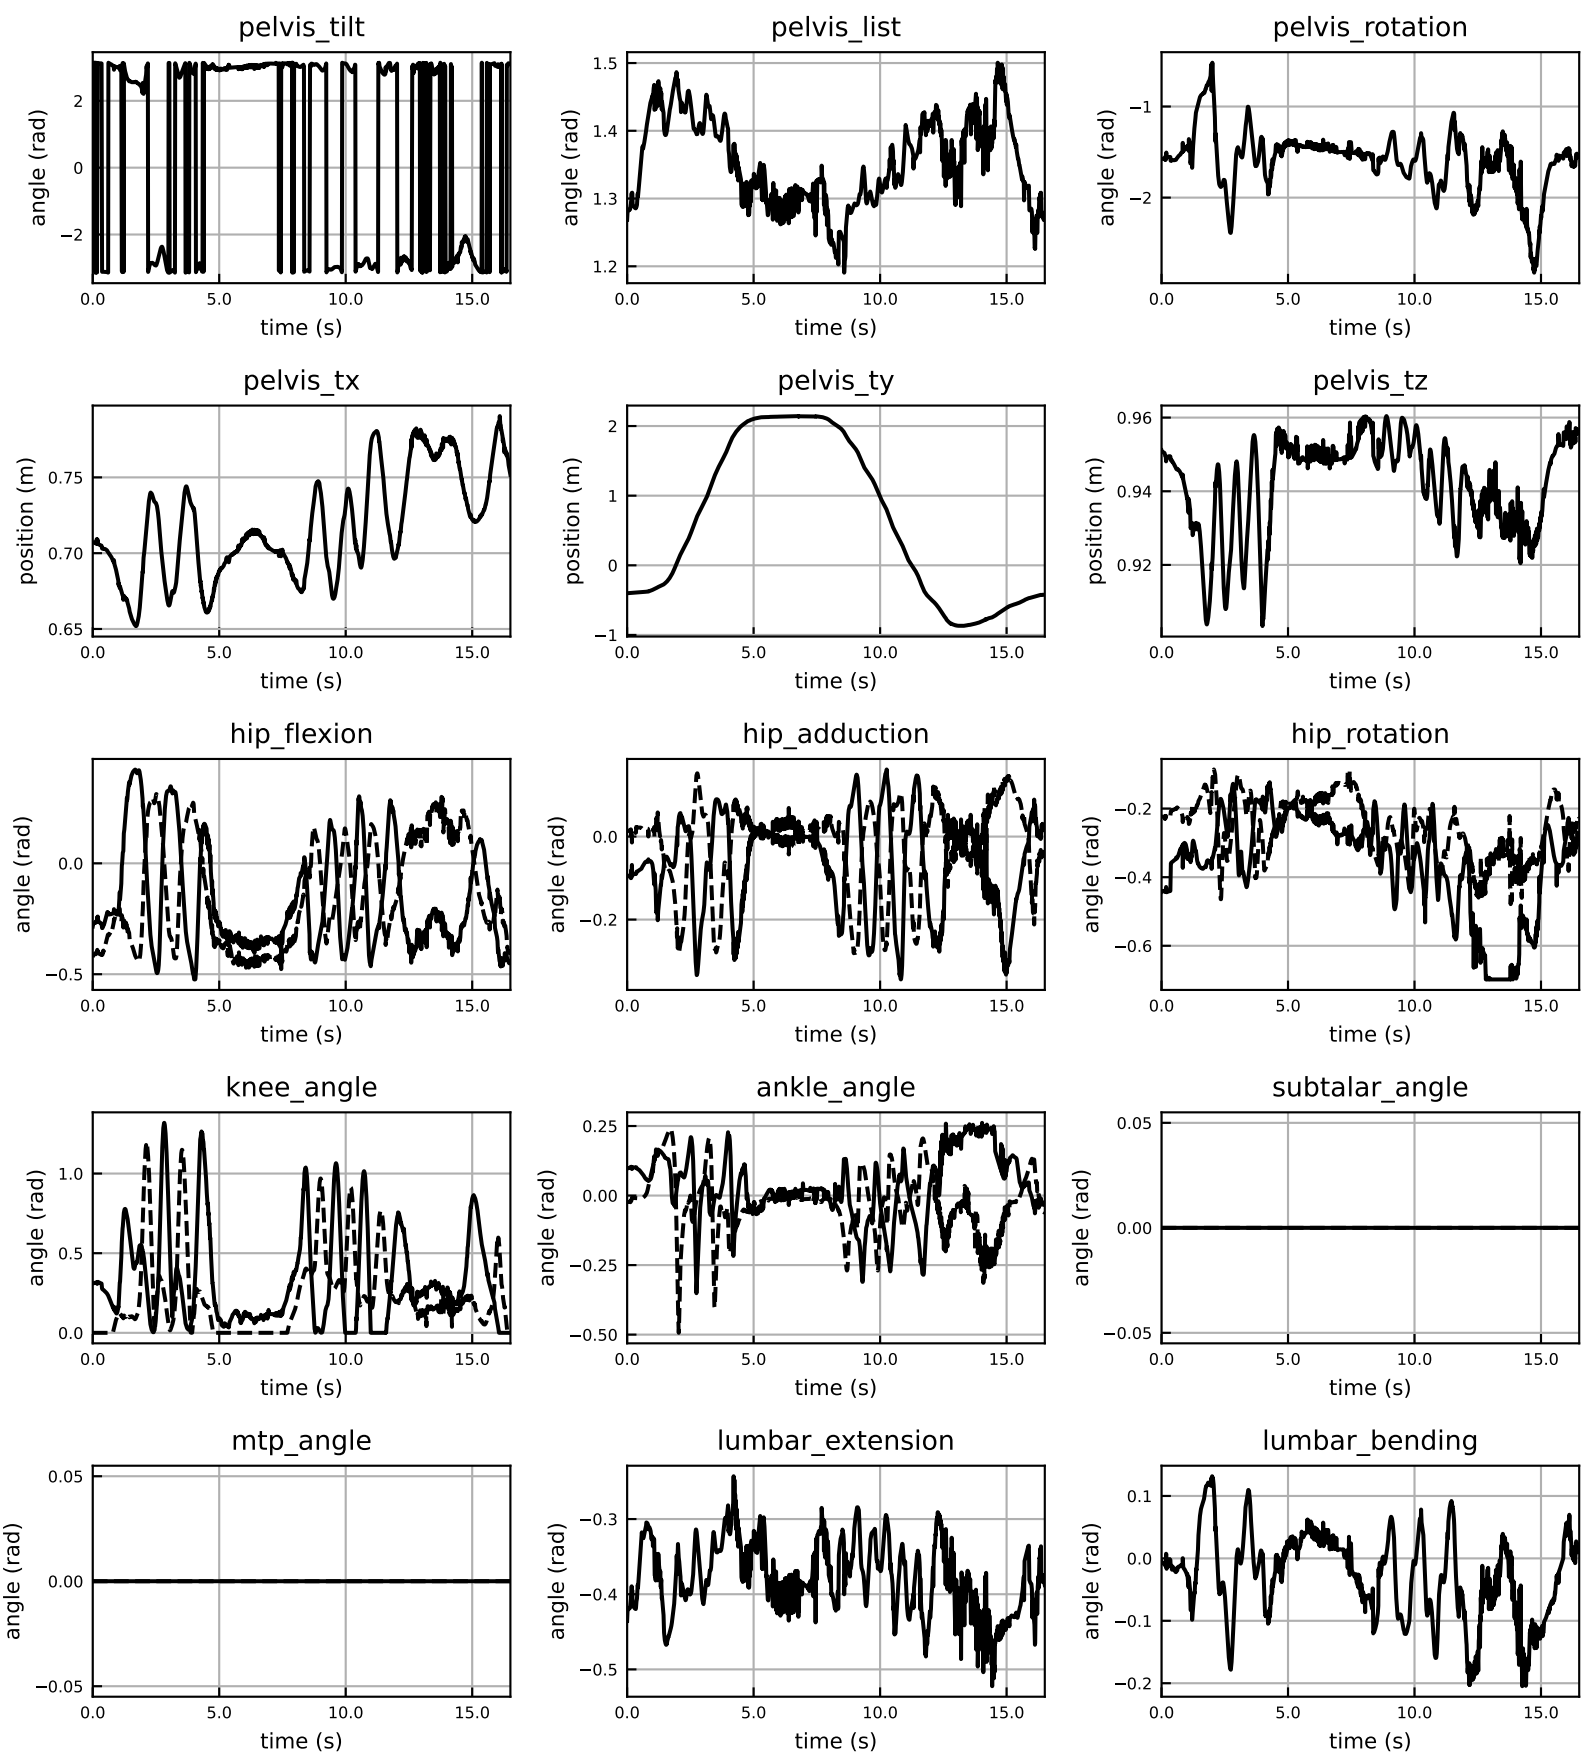 pelvis_tilt
angle (rad)
2
0
−2
0.0 5.0 10.0 15.0
time (s)
pelvis_list
angle (rad)
1.5
1.4
1.3
1.2
0.0 5.0 10.0 15.0
time (s)
pelvis_rotation
angle (rad)
−1
−2
0.0 5.0 10.0 15.0
time (s)
pelvis_tx
position (m)
0.75
0.70
0.65
0.0 5.0 10.0 15.0
time (s)
pelvis_ty
position (m)
2
1
0
−1
0.0 5.0 10.0 15.0
time (s)
pelvis_tz
position (m)
0.96
0.94
0.92
0.0 5.0 10.0 15.0
time (s)
hip_flexion
angle (rad)
0.0
−0.5
0.0 5.0 10.0 15.0
time (s)
hip_adduction
angle (rad)
0.0
−0.2
0.0 5.0 10.0 15.0
time (s)
hip_rotation
angle (rad)
−0.2
−0.4
−0.6
0.0 5.0 10.0 15.0
time (s)
knee_angle
angle (rad)
1.0
0.5
0.0
0.0 5.0 10.0 15.0
time (s)
ankle_angle
angle (rad)
0.25
0.00
−0.25
−0.50
0.0 5.0 10.0 15.0
time (s)
subtalar_angle
angle (rad)
0.05
0.00
−0.05
0.0 5.0 10.0 15.0
time (s)
mtp_angle
angle (rad)
0.05
0.00
−0.05
0.0 5.0 10.0 15.0
time (s)
lumbar_extension
angle (rad)
−0.3
−0.4
−0.5
0.0 5.0 10.0 15.0
time (s)
lumbar_bending
angle (rad)
0.1
0.0
−0.1
−0.2
0.0 5.0 10.0 15.0
time (s)